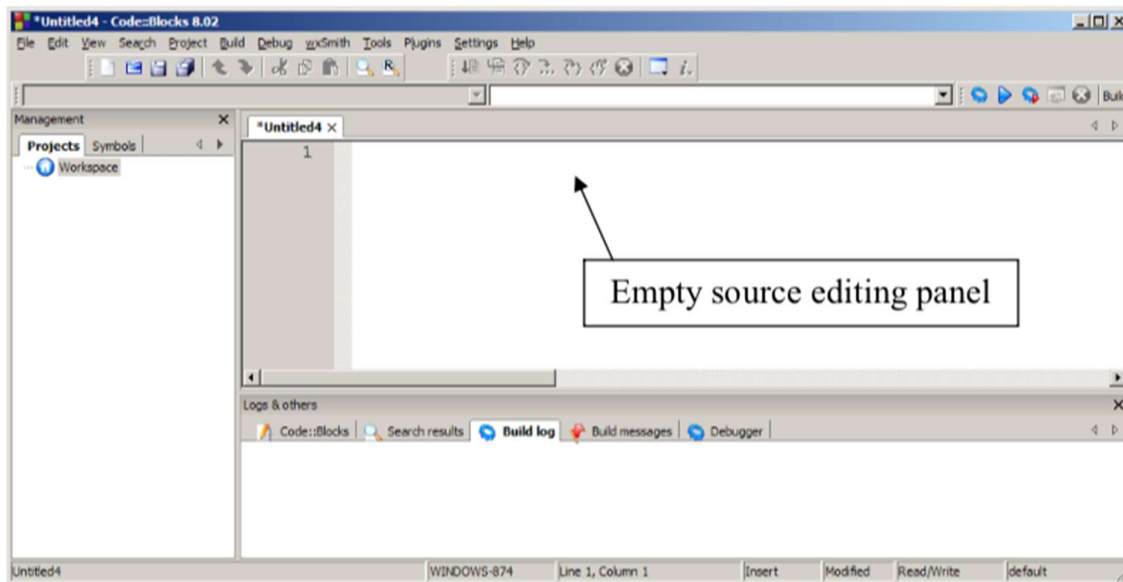 *Untitled4 - Code::Blocks 8.02
File Edit View Search Project Build Debug wxSmith Tools Plugins Settings Help
Management
*Untitled4
Projects Symbols
1
Workspace
Empty source editing panel
Logs & others
Code::Blocks Search results Build log Build messages Debugger
Untitled4 WINDOWS-874 Line 1, Column 1 Insert Modified Read/Write default